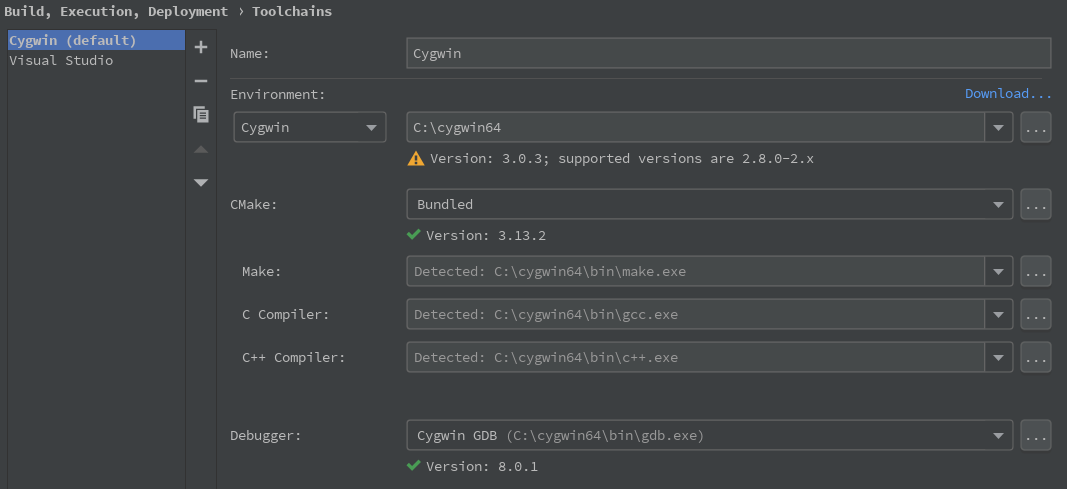 Build, Execution, Deployment › Toolchains
Cygwin (default)
Visual Studio
Name: Cygwin
Environment: Download...
Cygwin C:\cygwin64 ...
Version: 3.0.3; supported versions are 2.8.0-2.x
CMake: Bundled ...
Version: 3.13.2
Make: Detected: C:\cygwin64\bin\make.exe ...
C Compiler: Detected: C:\cygwin64\bin\gcc.exe ...
C++ Compiler: Detected: C:\cygwin64\bin\c++.exe ...
Debugger: Cygwin GDB (C:\cygwin64\bin\gdb.exe) ...
Version: 8.0.1